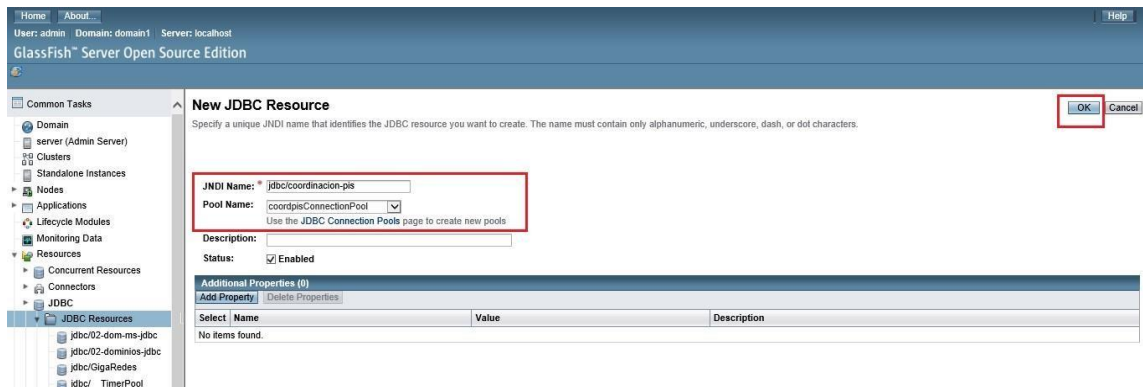 Home About... Help
User: admin Domain: domain1 Server: localhost
GlassFish™ Server Open Source Edition
Common Tasks
Domain
server (Admin Server)
Clusters
Standalone Instances
Nodes
Applications
Lifecycle Modules
Monitoring Data
Resources
Concurrent Resources
Connectors
JDBC
JDBC Resources
jdbc/02-dom-ms-jdbc
jdbc/02-dominios-jdbc
jdbc/GigaRedes
jdbc/__TimerPool
New JDBC Resource
OK Cancel
Specify a unique JNDI name that identifies the JDBC resource you want to create. The name must contain only alphanumeric, underscore, dash, or dot characters.
JNDI Name: * jdbc/coordinacion-pis
Pool Name: coordpisConnectionPool
Use the JDBC Connection Pools page to create new pools
Description:
Status: Enabled
Additional Properties (0)
Add Property Delete Properties
Select Name Value Description
No items found.